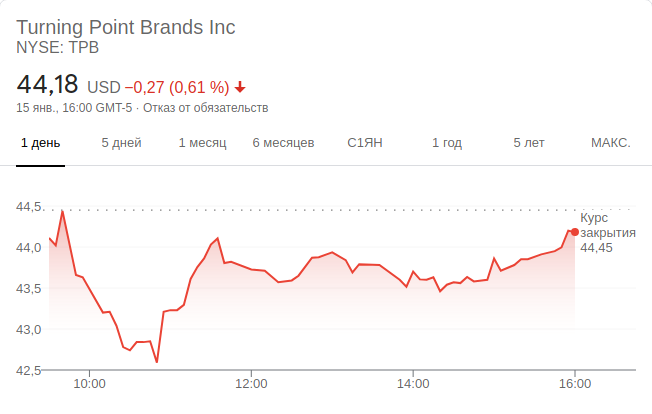 Turning Point Brands Inc
NYSE: TPB
44,18 USD −0,27 (0,61 %)
15 янв., 16:00 GMT-5 · Отказ от обязательств
1 день 5 дней 1 месяц 6 месяцев С1ЯН 1 год 5 лет МАКС.
44,5
44,0
43,5
43,0
42,5
Курс
закрытия
44,45
10:00 12:00 14:00 16:00